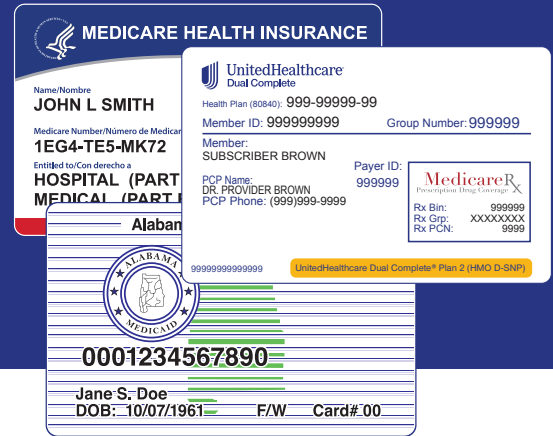 MEDICARE HEALTH INSURANCE
Name/Nombre
JOHN L SMITH
Medicare Number/Número de Medicar
1EG4-TE5-MK72
Entitled to/Con derecho a
HOSPITAL (PART
MEDICAL (PART
UnitedHealthcare®
Dual Complete
Health Plan (80840): 999-99999-99
Member ID: 999999999 Group Number: 999999
Member:
SUBSCRIBER BROWN
PCP Name:
DR. PROVIDER BROWN
PCP Phone: (999)999-9999
Payer ID:
999999
MedicareRx
Prescription Drug Coverage
Rx Bin: 999999
Rx Grp: XXXXXXXX
Rx PCN: 9999
99999999999999 UnitedHealthcare Dual Complete® Plan 2 (HMO D-SNP)
Alabam
ALABAMA
MEDICAID
0001234567890
Jane S. Doe
DOB: 10/07/1961 F/W Card# 00